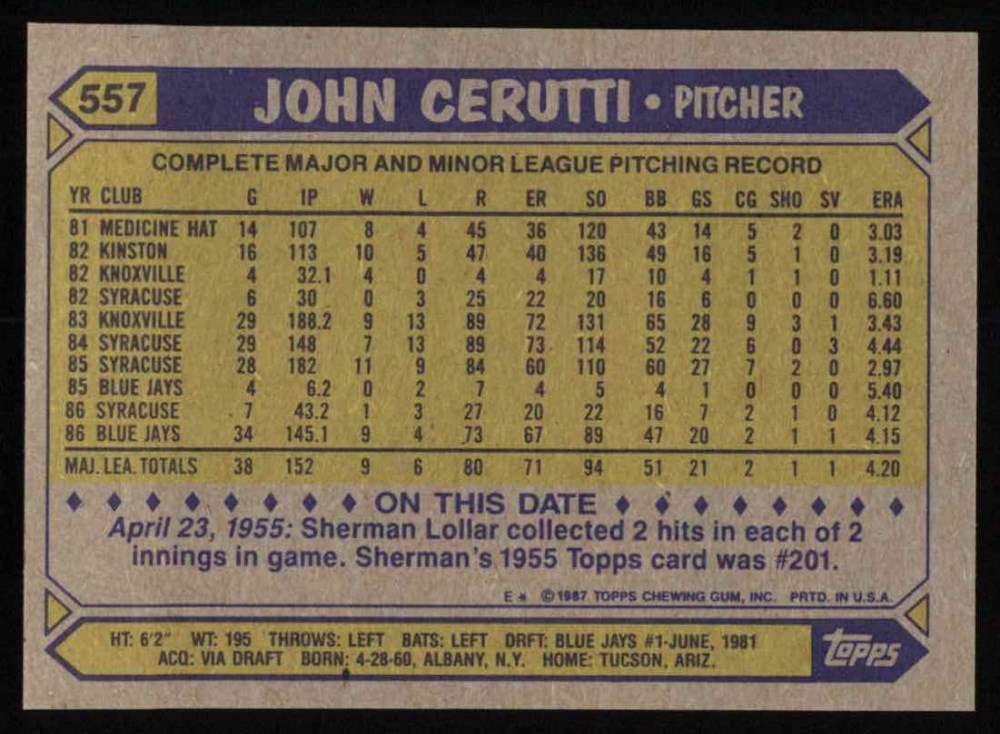 557 JOHN CERUTTI • PITCHER
COMPLETE MAJOR AND MINOR LEAGUE PITCHING RECORD
YR CLUB G IP W L R ER SO BB GS CG SHO SV ERA
81 MEDICINE HAT 14 107 8 4 45 36 120 43 14 5 2 0 3.03
82 KINSTON 16 113 10 5 47 40 136 49 16 5 1 0 3.19
82 KNOXVILLE 4 32.1 4 0 4 4 17 10 4 1 1 0 1.11
82 SYRACUSE 6 30 0 3 25 22 20 16 6 0 0 0 6.60
83 KNOXVILLE 29 188.2 9 13 89 72 131 65 28 9 3 1 3.43
84 SYRACUSE 29 148 7 13 89 73 114 52 22 6 0 3 4.44
85 SYRACUSE 28 182 11 9 84 60 110 60 27 7 2 0 2.97
85 BLUE JAYS 4 6.2 0 2 7 4 5 4 1 0 0 0 5.40
86 SYRACUSE 7 43.2 1 3 27 20 22 16 7 2 1 0 4.12
86 BLUE JAYS 34 145.1 9 4 73 67 89 47 20 2 1 1 4.15
MAJ. LEA. TOTALS 38 152 9 6 80 71 94 51 21 2 1 1 4.20
ON THIS DATE
April 23, 1955: Sherman Lollar collected 2 hits in each of 2
innings in game. Sherman's 1955 Topps card was #201.
E * © 1987 TOPPS CHEWING GUM, INC. PRTD. IN U.S.A.
HT: 6'2" WT: 195 THROWS: LEFT BATS: LEFT DRFT: BLUE JAYS #1-JUNE, 1981
ACQ: VIA DRAFT BORN: 4-28-60, ALBANY, N.Y. HOME: TUCSON, ARIZ.
topps